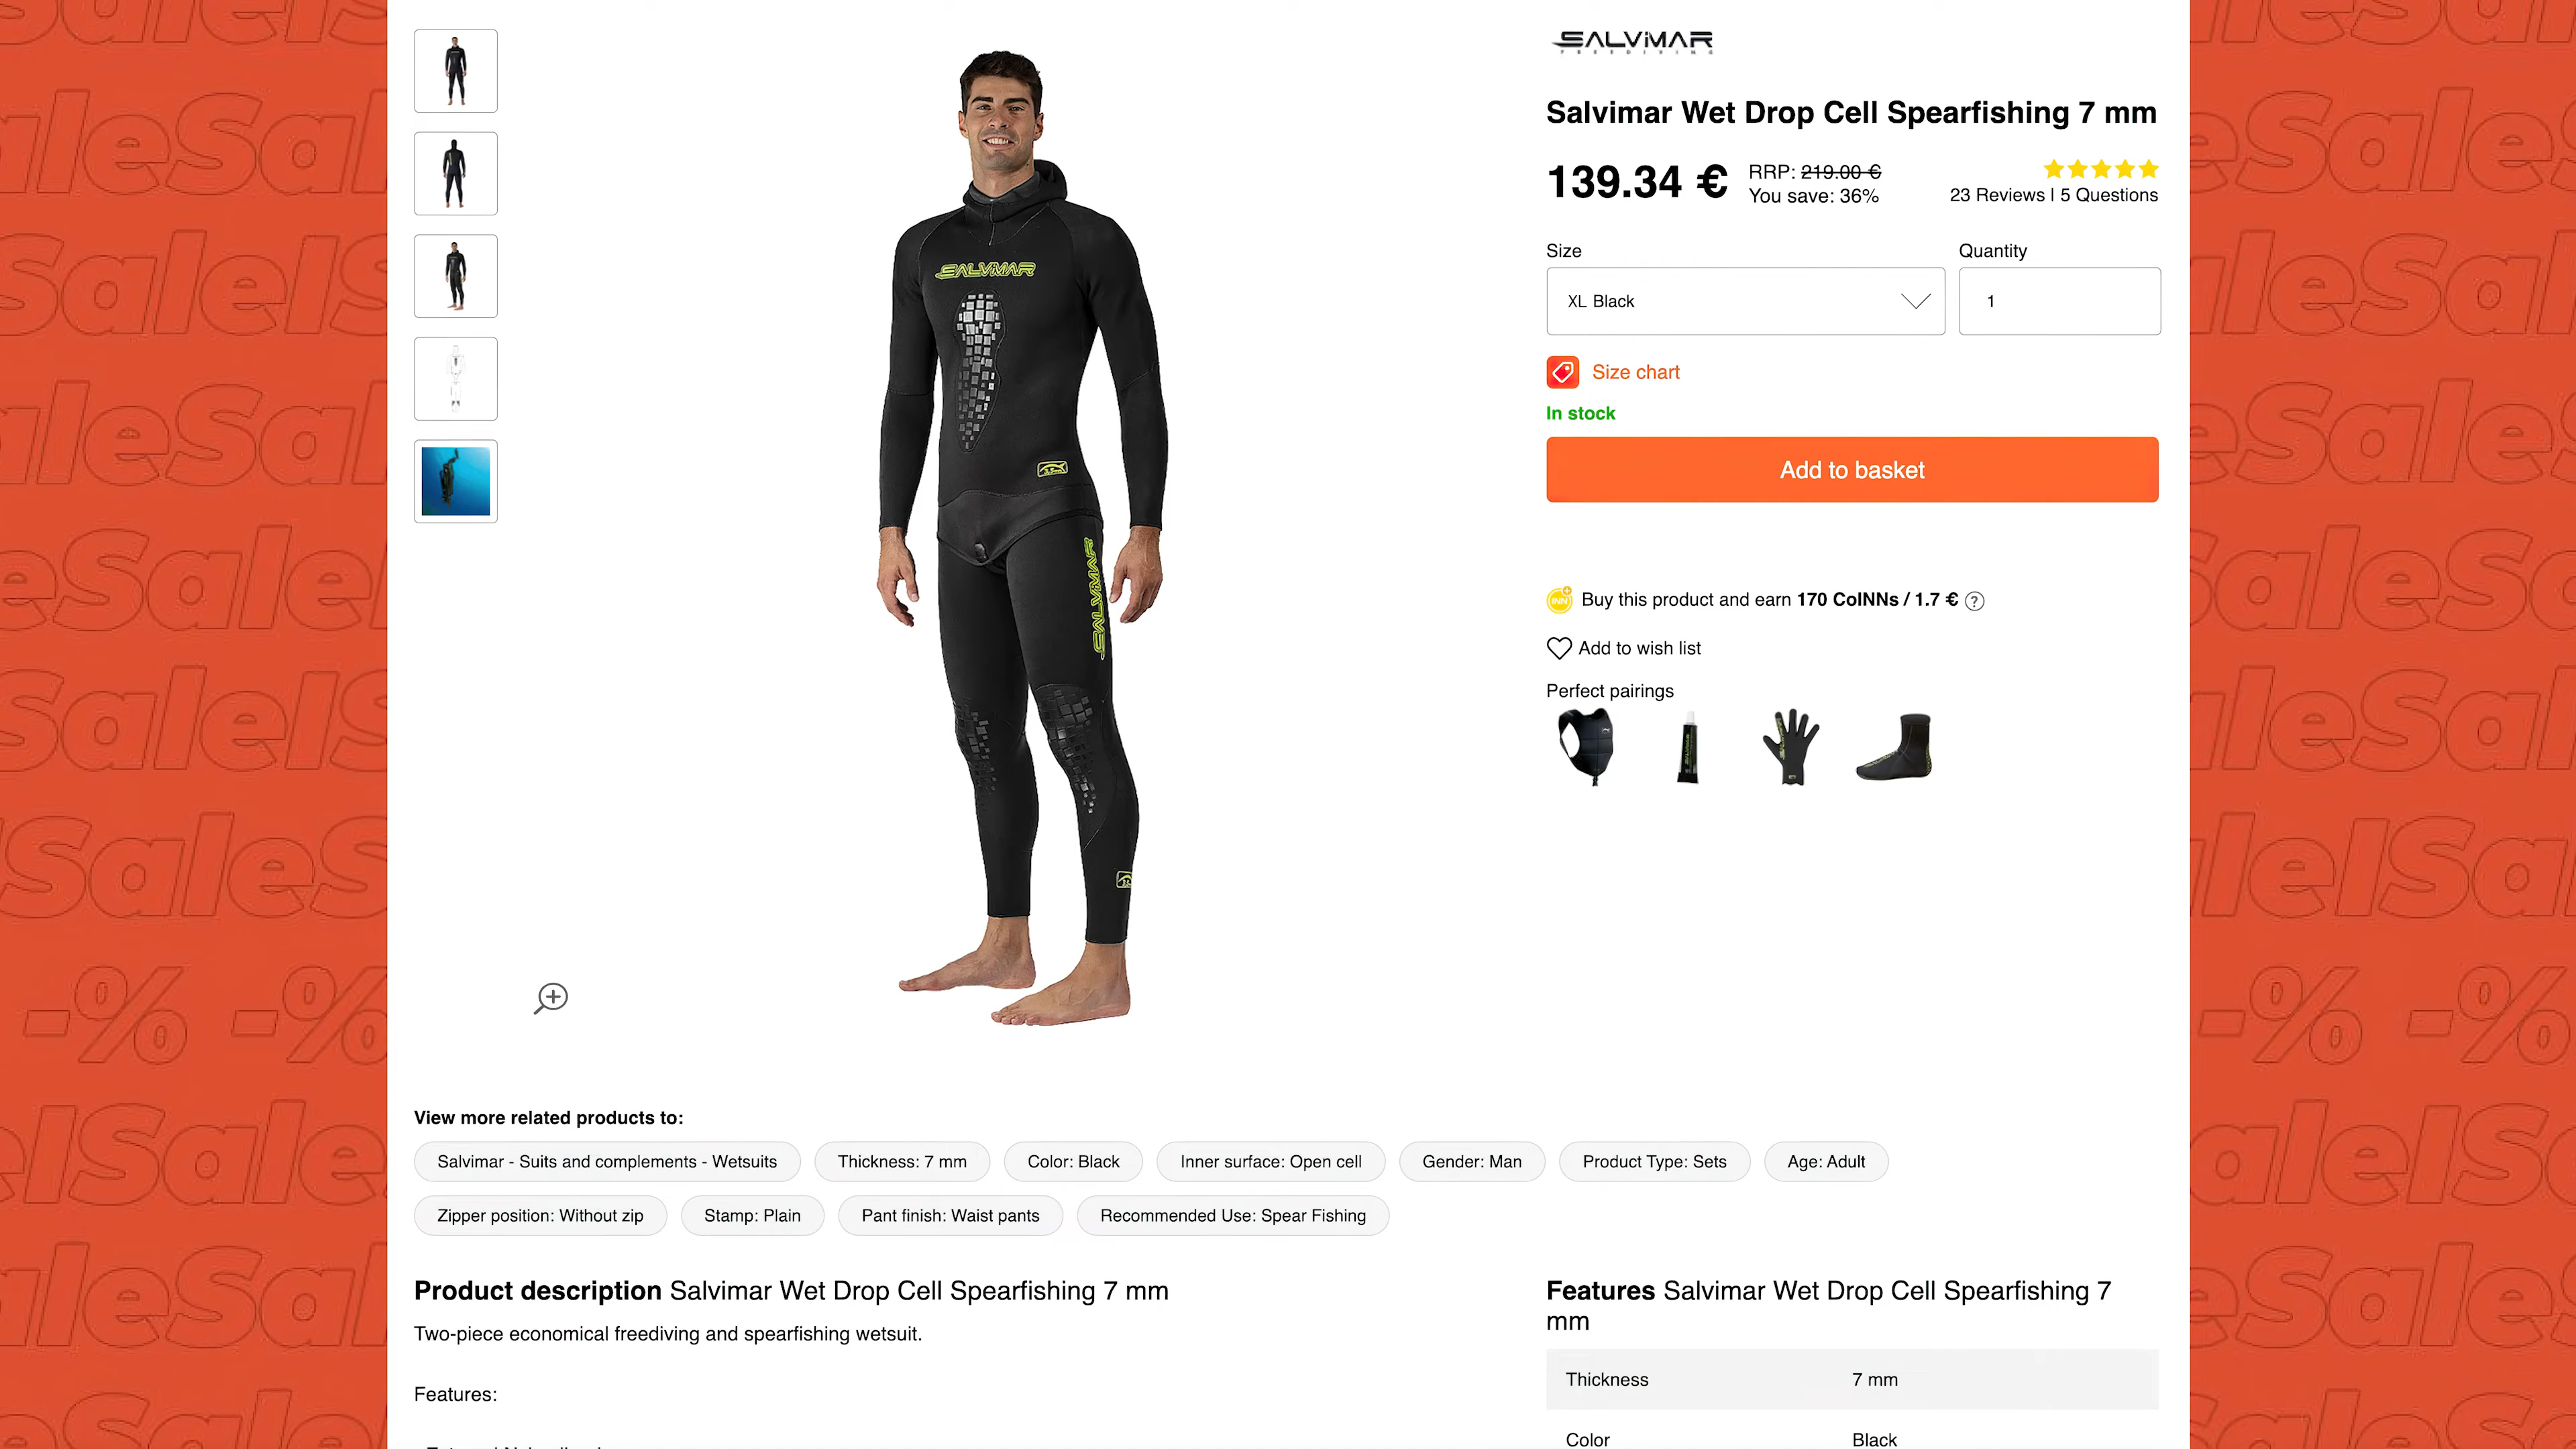 SALVIMAR
FREEDIVING
Salvimar Wet Drop Cell Spearfishing 7 mm
139.34 €
RRP: 219.00 €
You save: 36%
23 Reviews | 5 Questions
Size
Quantity
XL Black
1
Size chart
In stock
Add to basket
INN
Buy this product and earn 170 CoINNs / 1.7 €
?
Add to wish list
Perfect pairings
SALVIMAR
SALVIMAR
View more related products to:
Salvimar - Suits and complements - Wetsuits
Thickness: 7 mm
Color: Black
Inner surface: Open cell
Gender: Man
Product Type: Sets
Age: Adult
Zipper position: Without zip
Stamp: Plain
Pant finish: Waist pants
Recommended Use: Spear Fishing
Product description Salvimar Wet Drop Cell Spearfishing 7 mm
Two-piece economical freediving and spearfishing wetsuit.
Features:
Features Salvimar Wet Drop Cell Spearfishing 7
mm
Thickness
7 mm
Color
Black
Sale
-% -%
Sale
-% -%